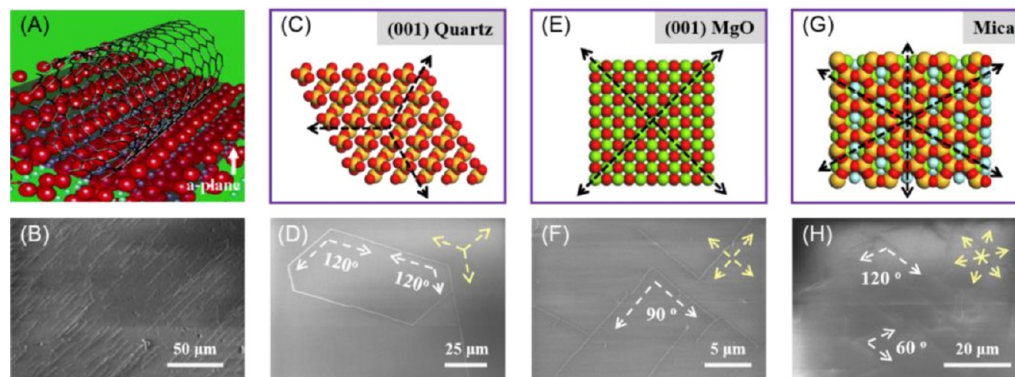 (A)
a-plane
(C)
(001) Quartz
(E)
(001) MgO
(G)
Mica
(B)
50 µm
(D)
120°
120°
25 µm
(F)
90 °
5 µm
(H)
120 °
60 °
20 µm